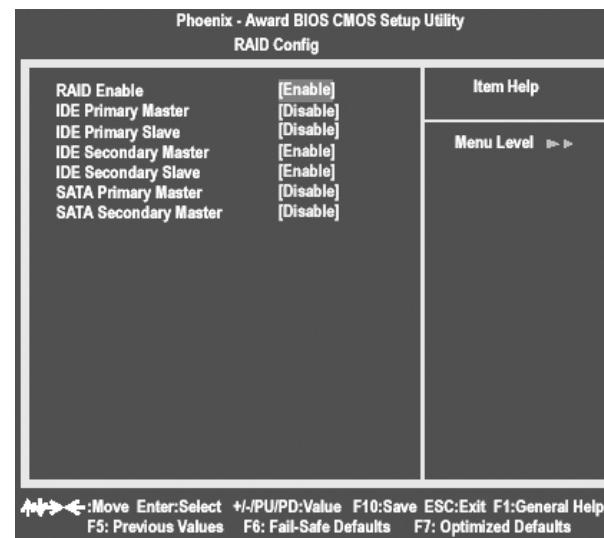 Phoenix - Award BIOS CMOS Setup Utility
RAID Config
RAID Enable [Enable]
IDE Primary Master [Disable]
IDE Primary Slave [Disable]
IDE Secondary Master [Enable]
IDE Secondary Slave [Enable]
SATA Primary Master [Disable]
SATA Secondary Master [Disable]
Item Help
Menu Level
:Move Enter:Select +/-/PU/PD:Value F10:Save ESC:Exit F1:General Help
F5: Previous Values F6: Fail-Safe Defaults F7: Optimized Defaults